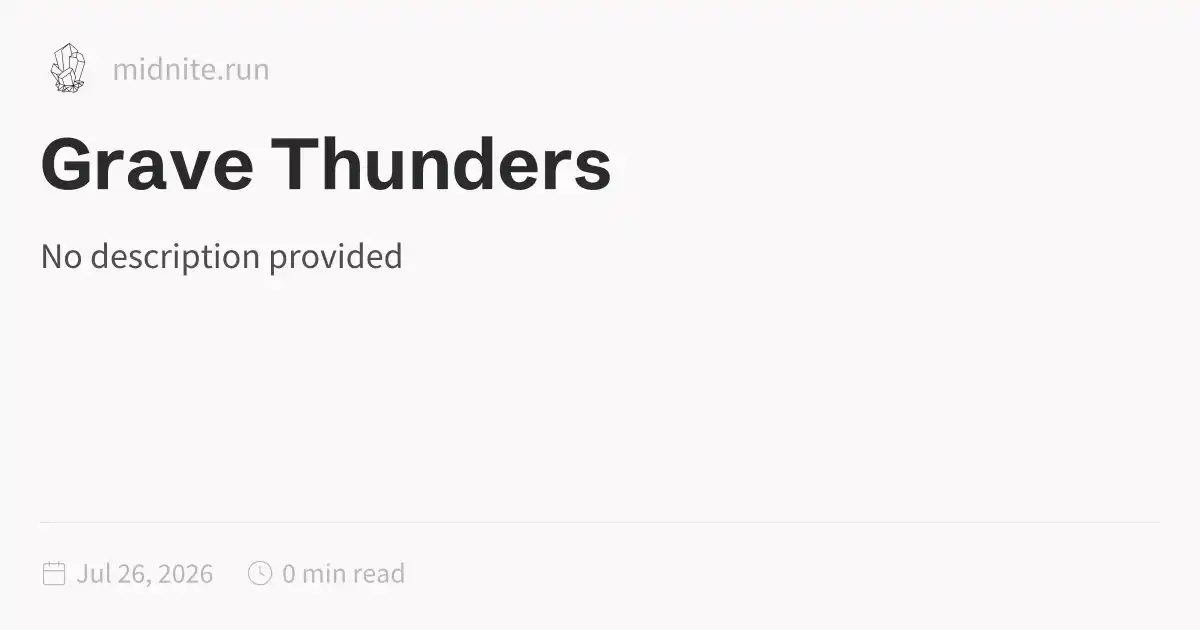 midnite.run
Grave Thunders
No description provided
Jul 26, 2026 0 min read